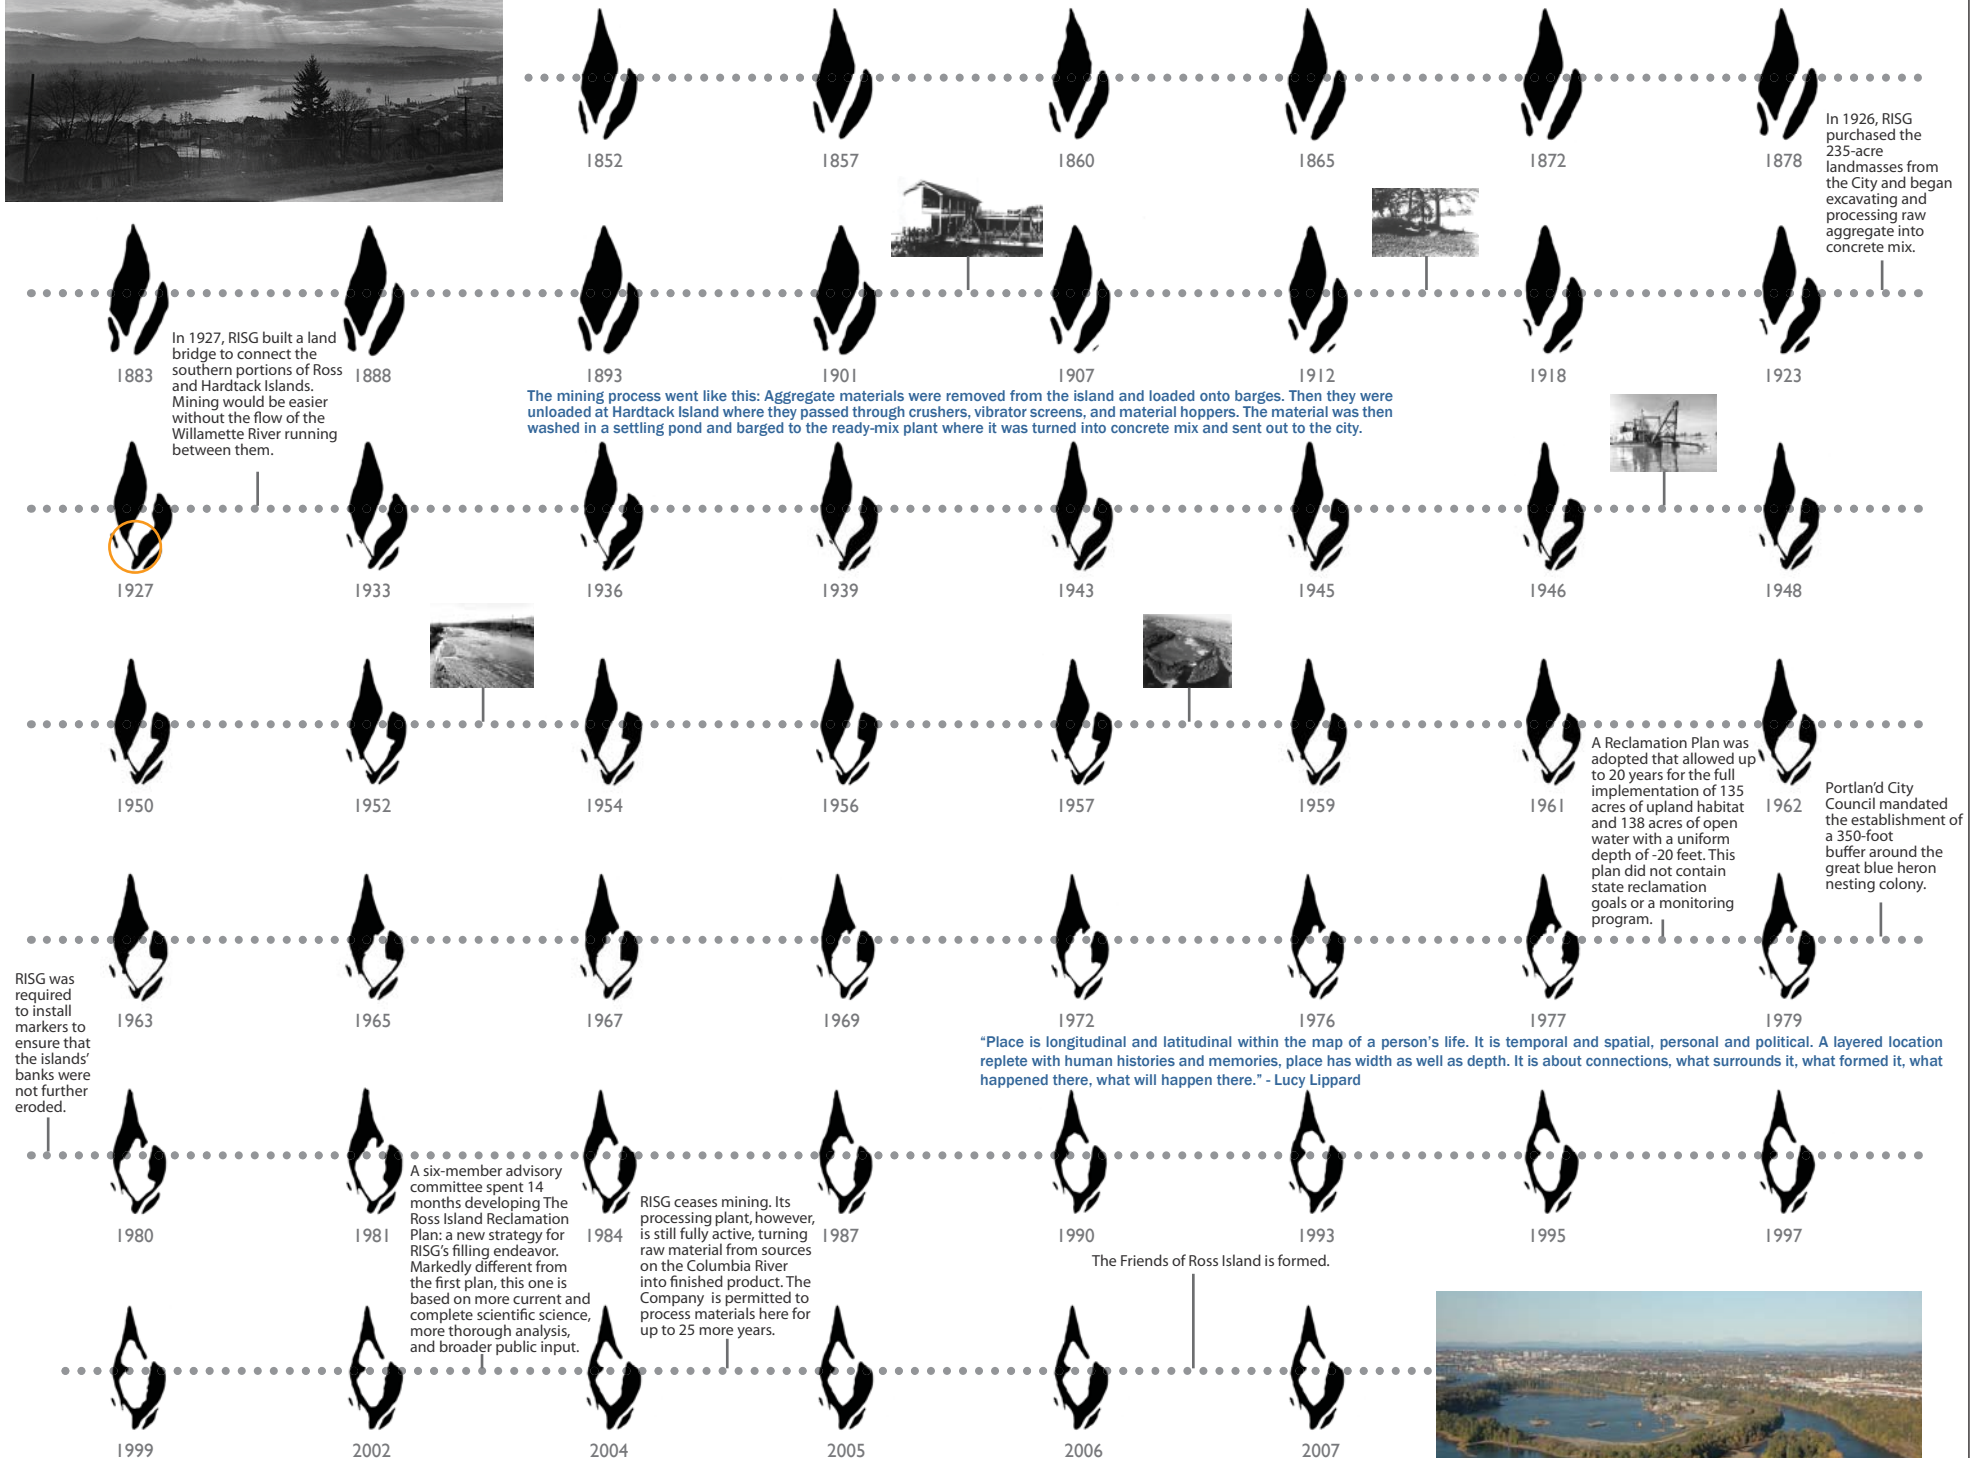 1852
1857
1860
1865
1872
1878
In 1926, RISG
purchased the
235-acre
landmasses from
the City and began
excavating and
processing raw
aggregate into
concrete mix.
1883
1888
1893
1901
1907
1912
1918
1923
In 1927, RISG built a land
bridge to connect the
southern portions of Ross
and Hardtack Islands.
Mining would be easier
without the flow of the
Willamette River running
between them.
The mining process went like this: Aggregate materials were removed from the island and loaded onto barges. Then they were
unloaded at Hardtack Island where they passed through crushers, vibrator screens, and material hoppers. The material was then
washed in a settling pond and barged to the ready-mix plant where it was turned into concrete mix and sent out to the city.
1927
1933
1936
1939
1943
1945
1946
1948
1950
1952
1954
1956
1957
1959
1961
1962
A Reclamation Plan was
adopted that allowed up
to 20 years for the full
implementation of 135
acres of upland habitat
and 138 acres of open
water with a uniform
depth of -20 feet. This
plan did not contain
state reclamation
goals or a monitoring
program.
Portlan'd City
Council mandated
the establishment of
a 350-foot
buffer around the
great blue heron
nesting colony.
1963
1965
1967
1969
1972
1976
1977
1979
RISG was
required
to install
markers to
ensure that
the islands'
banks were
not further
eroded.
"Place is longitudinal and latitudinal within the map of a person's life. It is temporal and spatial, personal and political. A layered location
replete with human histories and memories, place has width as well as depth. It is about connections, what surrounds it, what formed it, what
happened there, what will happen there." - Lucy Lippard
1980
1981
1984
1987
1990
1993
1995
1997
A six-member advisory
committee spent 14
months developing The
Ross Island Reclamation
Plan: a new strategy for
RISG's filling endeavor.
Markedly different from
the first plan, this one is
based on more current and
complete scientific science,
more thorough analysis,
and broader public input.
RISG ceases mining. Its
processing plant, however,
is still fully active, turning
raw material from sources
on the Columbia River
into finished product. The
Company is permitted to
process materials here for
up to 25 more years.
The Friends of Ross Island is formed.
1999
2002
2004
2005
2006
2007